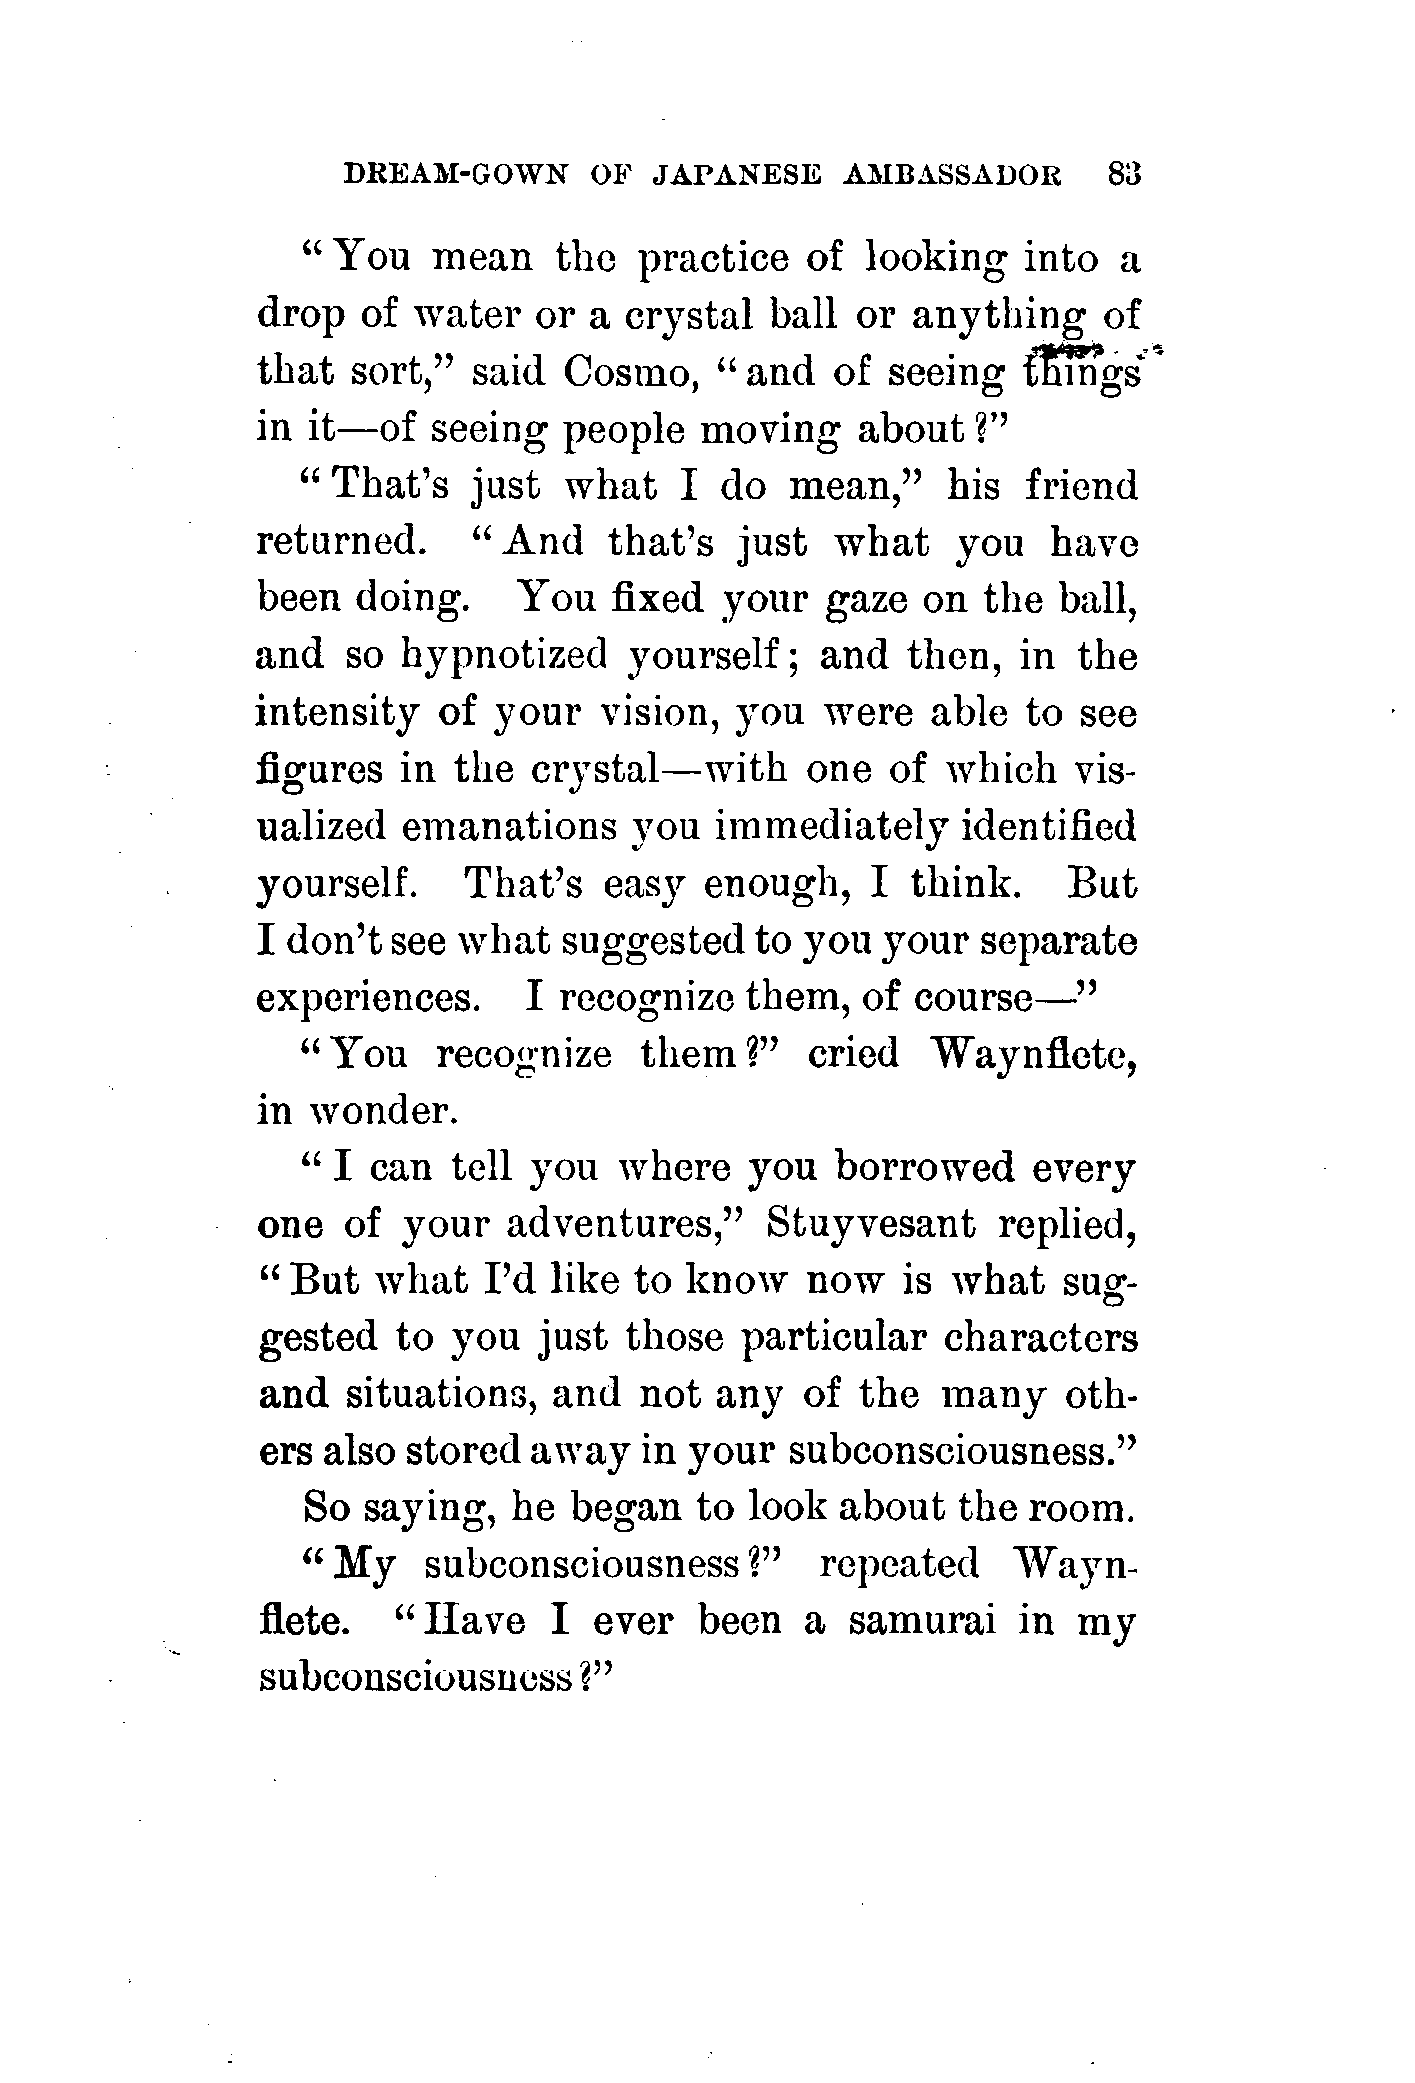 DREAM-GOWN OF JAPANESE AMBASSADOR 83
“ You mean the practice of looking into a
drop of water or a crystal ball or anything of
that sort,” said Cosmo, “ and of seeing things
in it—of seeing people moving about ?”
“ That’s just what I do mean,” his friend
returned. “ And that’s just what you have
been doing. You fixed your gaze on the ball,
and so hypnotized yourself ; and then, in the
intensity of your vision, you were able to see
figures in the crystal—with one of which vis-
ualized emanations you immediately identified
yourself. That’s easy enough, I think. But
I don’t see what suggested to you your separate
experiences. I recognize them, of course—”
“ You recognize them ?” cried Waynflete,
in wonder.
“ I can tell you where you borrowed every
one of your adventures,” Stuyvesant replied,
“ But what I’d like to know now is what sug-
gested to you just those particular characters
and situations, and not any of the many oth-
ers also stored away in your subconsciousness.”
So saying, he began to look about the room.
“ My subconsciousness ?” repeated Wayn-
flete. “ Have I ever been a samurai in my
subconsciousness ?”